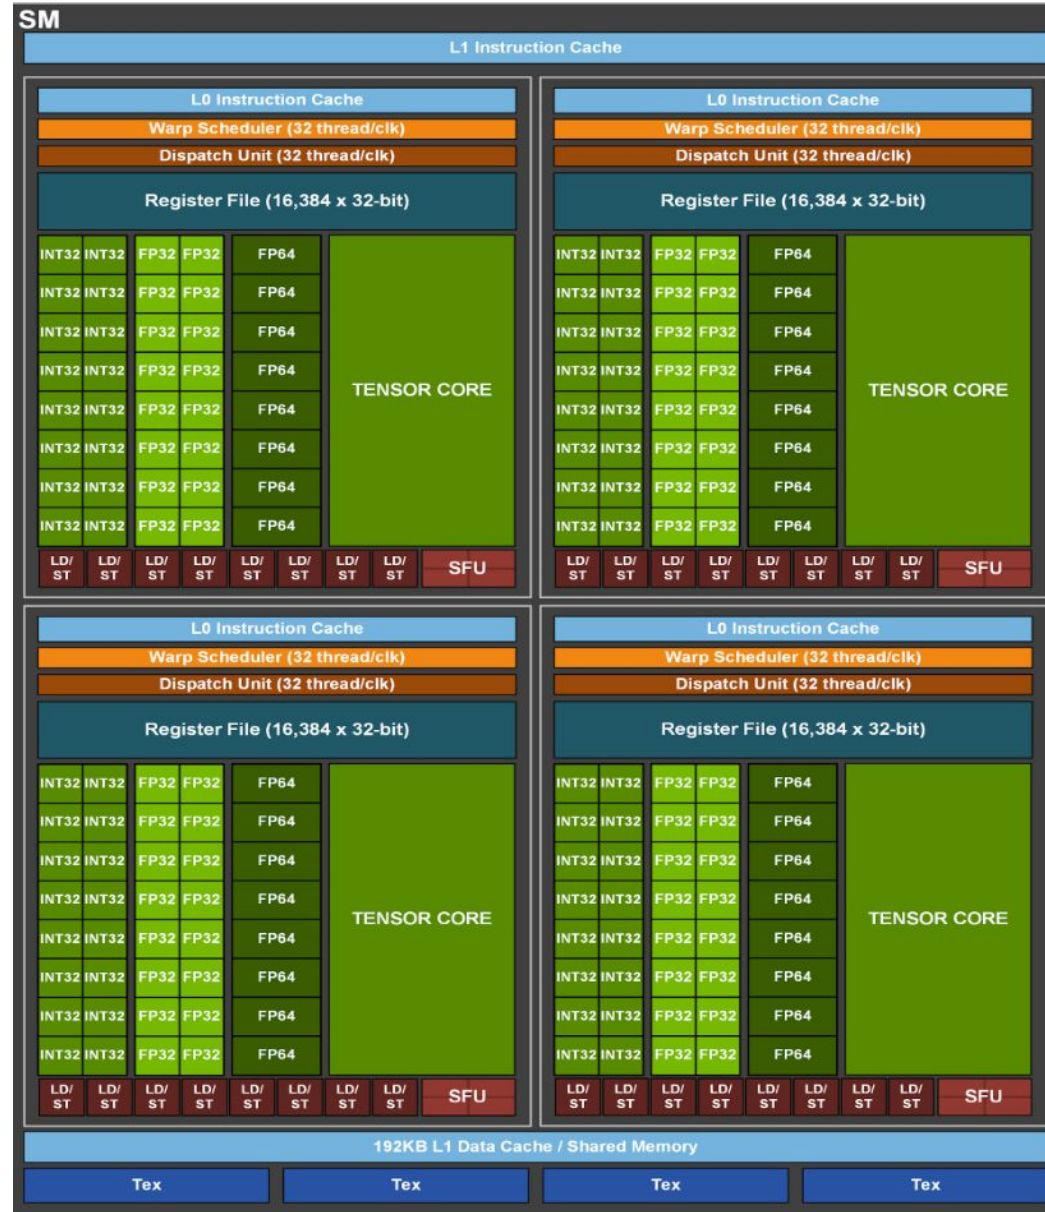 SM
L1 Instruction Cache
L0 Instruction Cache
Warp Scheduler (32 thread/clk)
Dispatch Unit (32 thread/clk)
Register File (16,384 x 32-bit)
INT32 INT32 FP32 FP32 FP64
INT32 INT32 FP32 FP32 FP64
INT32 INT32 FP32 FP32 FP64
INT32 INT32 FP32 FP32 FP64
TENSOR CORE
INT32 INT32 FP32 FP32 FP64
INT32 INT32 FP32 FP32 FP64
INT32 INT32 FP32 FP32 FP64
INT32 INT32 FP32 FP32 FP64
LD/ LD/ LD/ LD/ LD/ LD/ LD/ LD/
ST ST ST ST ST ST ST ST
SFU
L0 Instruction Cache
Warp Scheduler (32 thread/clk)
Dispatch Unit (32 thread/clk)
Register File (16,384 x 32-bit)
INT32 INT32 FP32 FP32 FP64
INT32 INT32 FP32 FP32 FP64
INT32 INT32 FP32 FP32 FP64
INT32 INT32 FP32 FP32 FP64
TENSOR CORE
INT32 INT32 FP32 FP32 FP64
INT32 INT32 FP32 FP32 FP64
INT32 INT32 FP32 FP32 FP64
INT32 INT32 FP32 FP32 FP64
LD/ LD/ LD/ LD/ LD/ LD/ LD/ LD/
ST ST ST ST ST ST ST ST
SFU
L0 Instruction Cache
Warp Scheduler (32 thread/clk)
Dispatch Unit (32 thread/clk)
Register File (16,384 x 32-bit)
INT32 INT32 FP32 FP32 FP64
INT32 INT32 FP32 FP32 FP64
INT32 INT32 FP32 FP32 FP64
INT32 INT32 FP32 FP32 FP64
TENSOR CORE
INT32 INT32 FP32 FP32 FP64
INT32 INT32 FP32 FP32 FP64
INT32 INT32 FP32 FP32 FP64
INT32 INT32 FP32 FP32 FP64
LD/ LD/ LD/ LD/ LD/ LD/ LD/ LD/
ST ST ST ST ST ST ST ST
SFU
L0 Instruction Cache
Warp Scheduler (32 thread/clk)
Dispatch Unit (32 thread/clk)
Register File (16,384 x 32-bit)
INT32 INT32 FP32 FP32 FP64
INT32 INT32 FP32 FP32 FP64
INT32 INT32 FP32 FP32 FP64
INT32 INT32 FP32 FP32 FP64
TENSOR CORE
INT32 INT32 FP32 FP32 FP64
INT32 INT32 FP32 FP32 FP64
INT32 INT32 FP32 FP32 FP64
INT32 INT32 FP32 FP32 FP64
LD/ LD/ LD/ LD/ LD/ LD/ LD/ LD/
ST ST ST ST ST ST ST ST
SFU
192KB L1 Data Cache / Shared Memory
Tex Tex Tex Tex